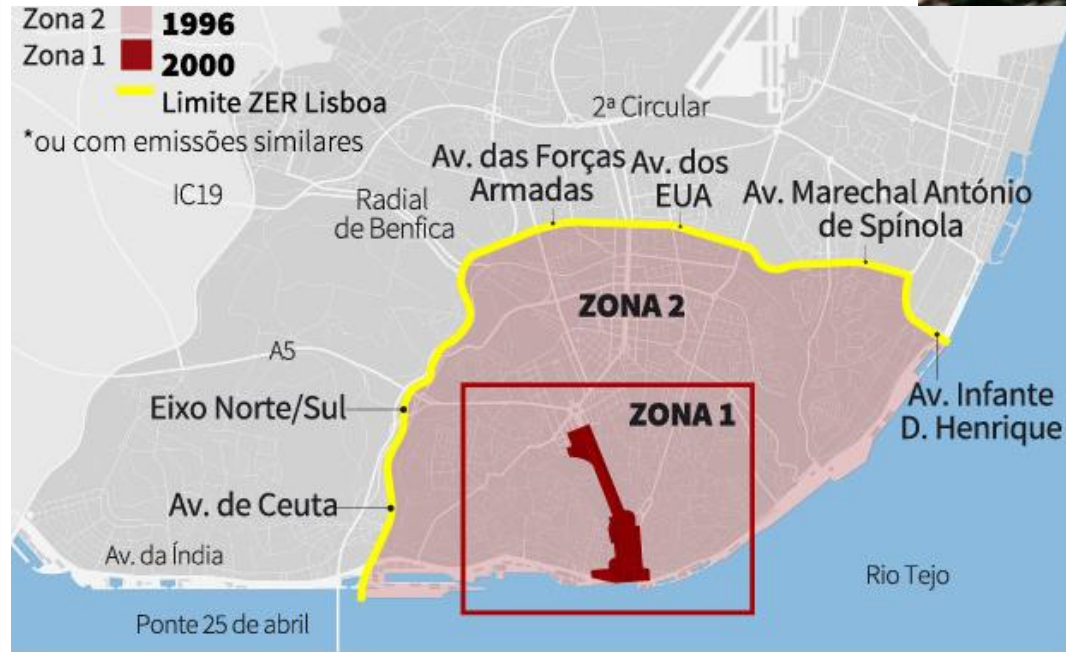 Zona 2 1996
Zona 1 2000
Limite ZER Lisboa
*ou com emissões similares
2ª Circular
Av. das Forças
Armadas
Av. dos
EUA
Av. Marechal António
de Spínola
IC19
Radial
de Benfica
ZONA 2
A5
Eixo Norte/Sul
ZONA 1
Av. Infante
D. Henrique
Av. de Ceuta
Av. da Índia
Rio Tejo
Ponte 25 de abril